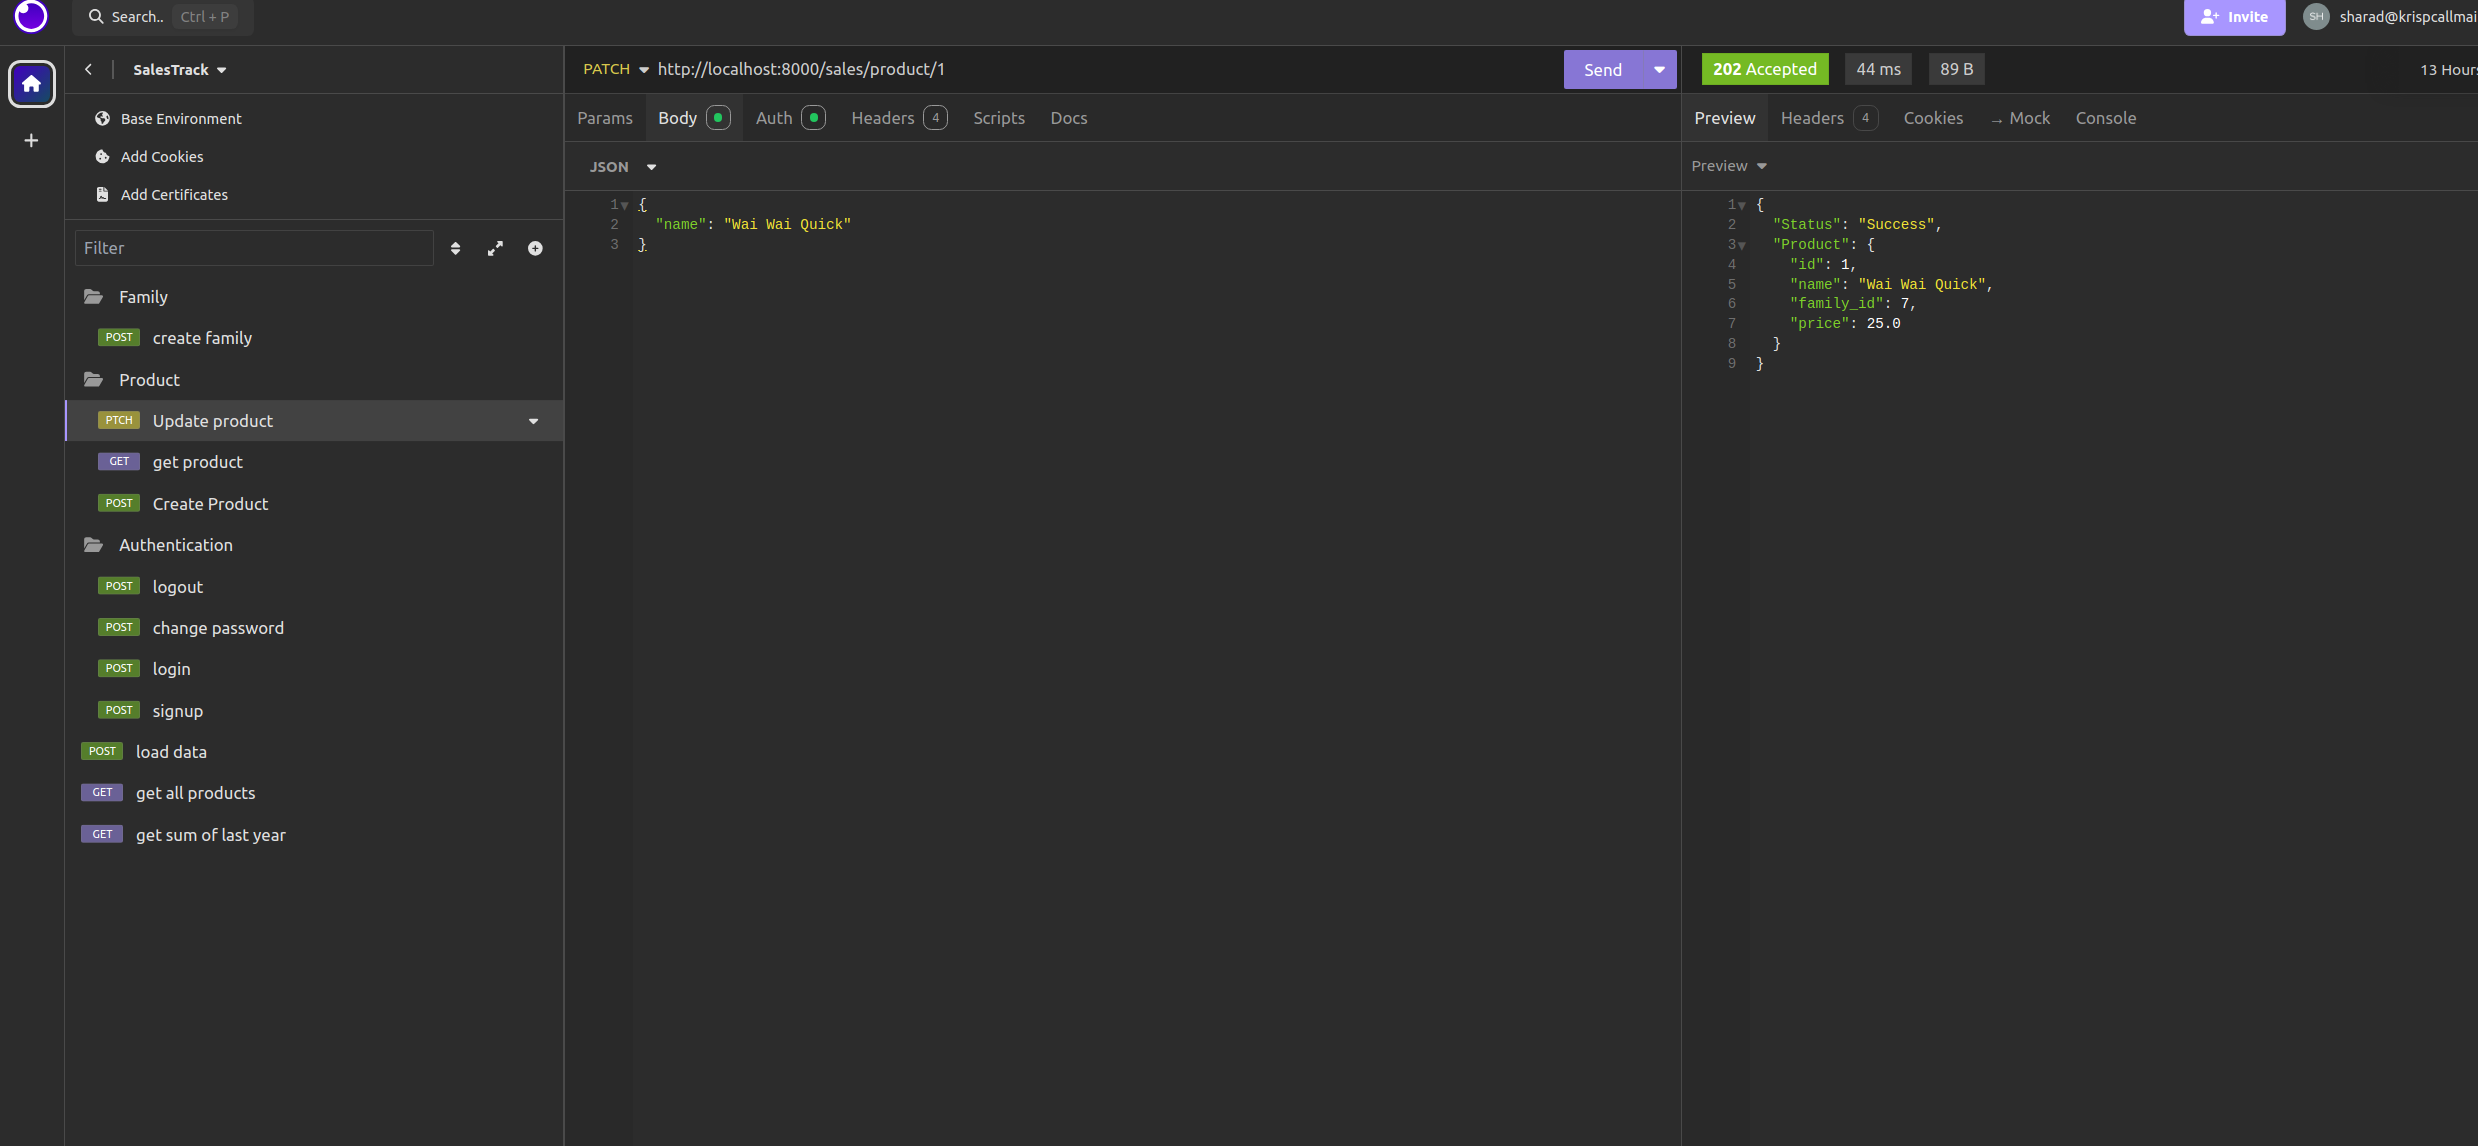 Search.. Ctrl + P
Invite SH sharad@krispcallmai
SalesTrack
Base Environment
Add Cookies
Add Certificates
Filter
Family
POST create family
Product
PTCH Update product
GET get product
POST Create Product
Authentication
POST logout
POST change password
POST login
POST signup
POST load data
GET get all products
GET get sum of last year
PATCH http://localhost:8000/sales/product/1 Send
Params Body Auth Headers 4 Scripts Docs
JSON
1 {
2 "name": "Wai Wai Quick"
3 }
202 Accepted 44 ms 89 B 13 Hours
Preview Headers 4 Cookies → Mock Console
Preview
1 {
2 "Status": "Success",
3 "Product": {
4 "id": 1,
5 "name": "Wai Wai Quick",
6 "family_id": 7,
7 "price": 25.0
8 }
9 }